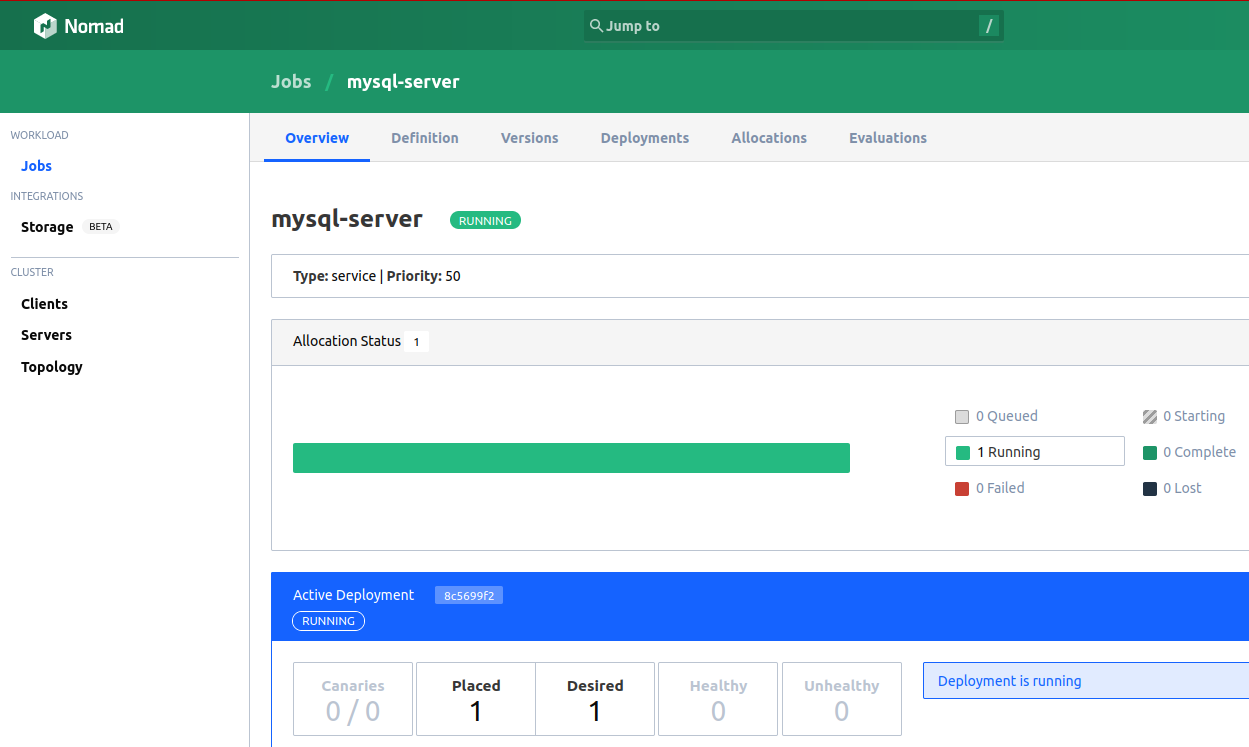 Nomad
Jump to /
Jobs / mysql-server
WORKLOAD
Jobs
INTEGRATIONS
Storage BETA
CLUSTER
Clients
Servers
Topology
Overview Definition Versions Deployments Allocations Evaluations
mysql-server RUNNING
Type: service | Priority: 50
Allocation Status 1
0 Queued 0 Starting
1 Running 0 Complete
0 Failed 0 Lost
Active Deployment 8c5699f2
RUNNING
Canaries Placed Desired Healthy Unhealthy
0 / 0 1 1 0 0
Deployment is running